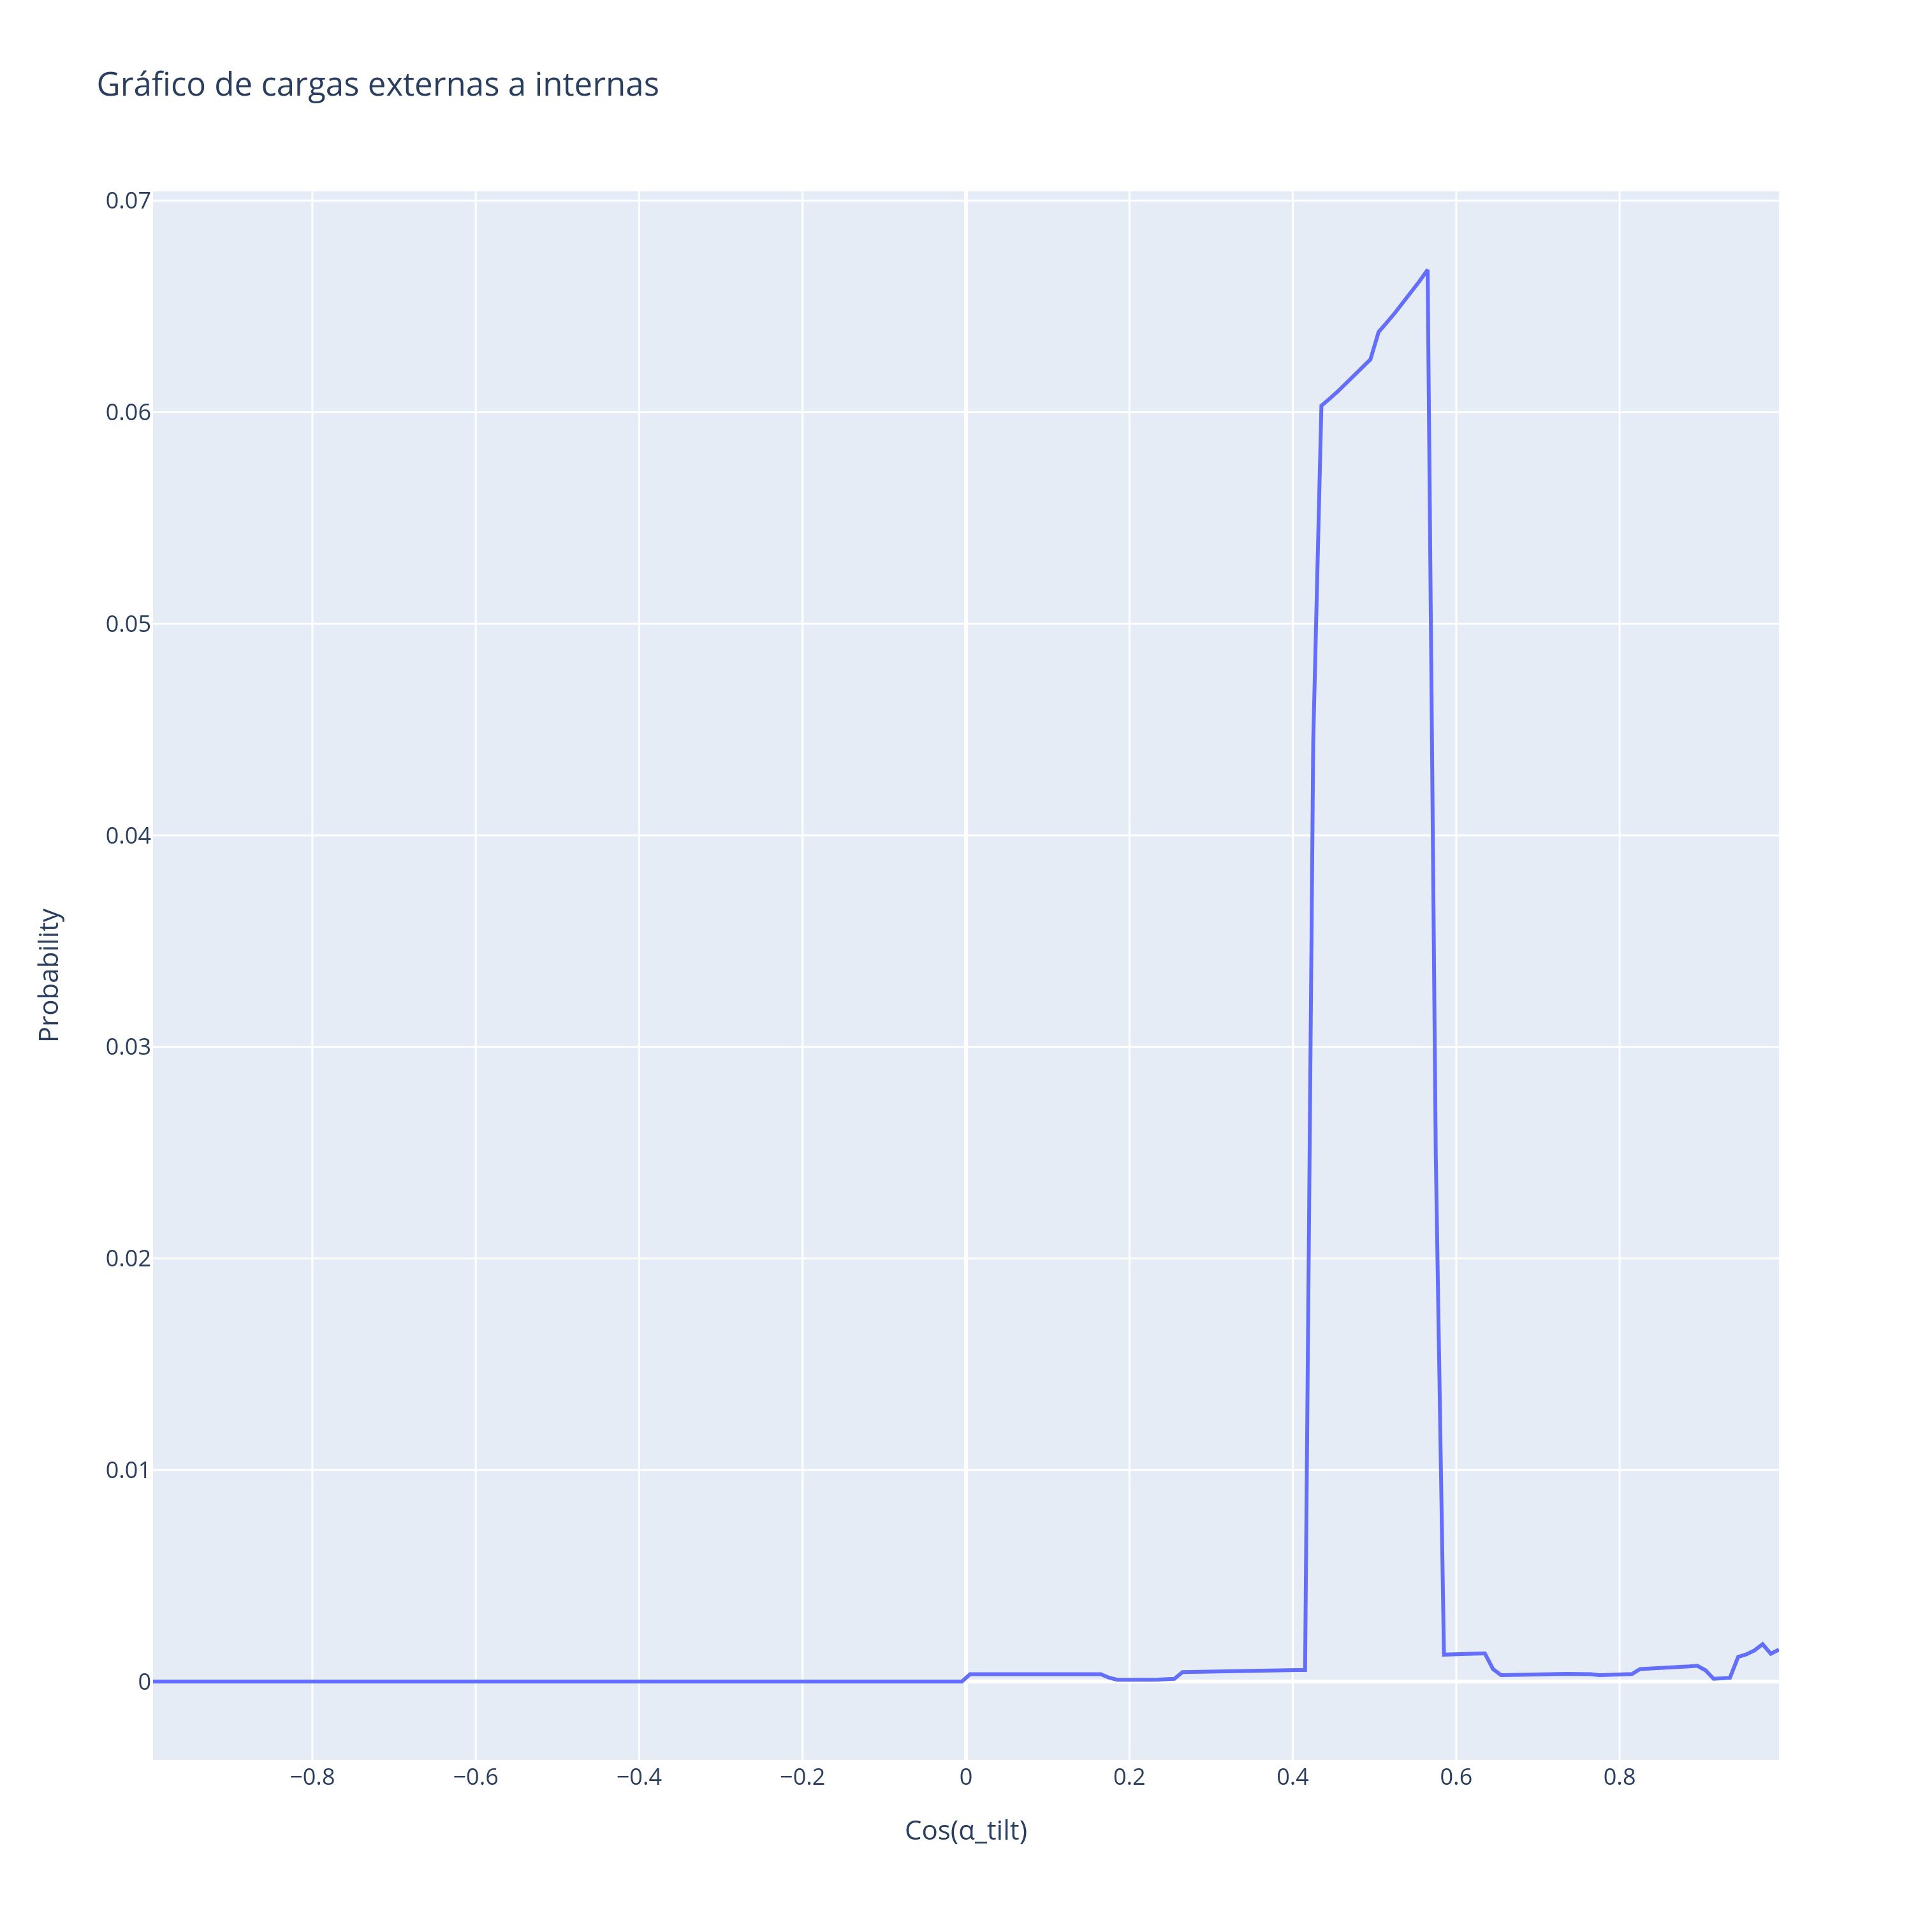 Gráfico de cargas externas a internas
0.07
0.06
0.05
0.04
0.03
0.02
0.01
0
Probability
−0.8 −0.6 −0.4 −0.2 0 0.2 0.4 0.6 0.8
Cos(α_tilt)